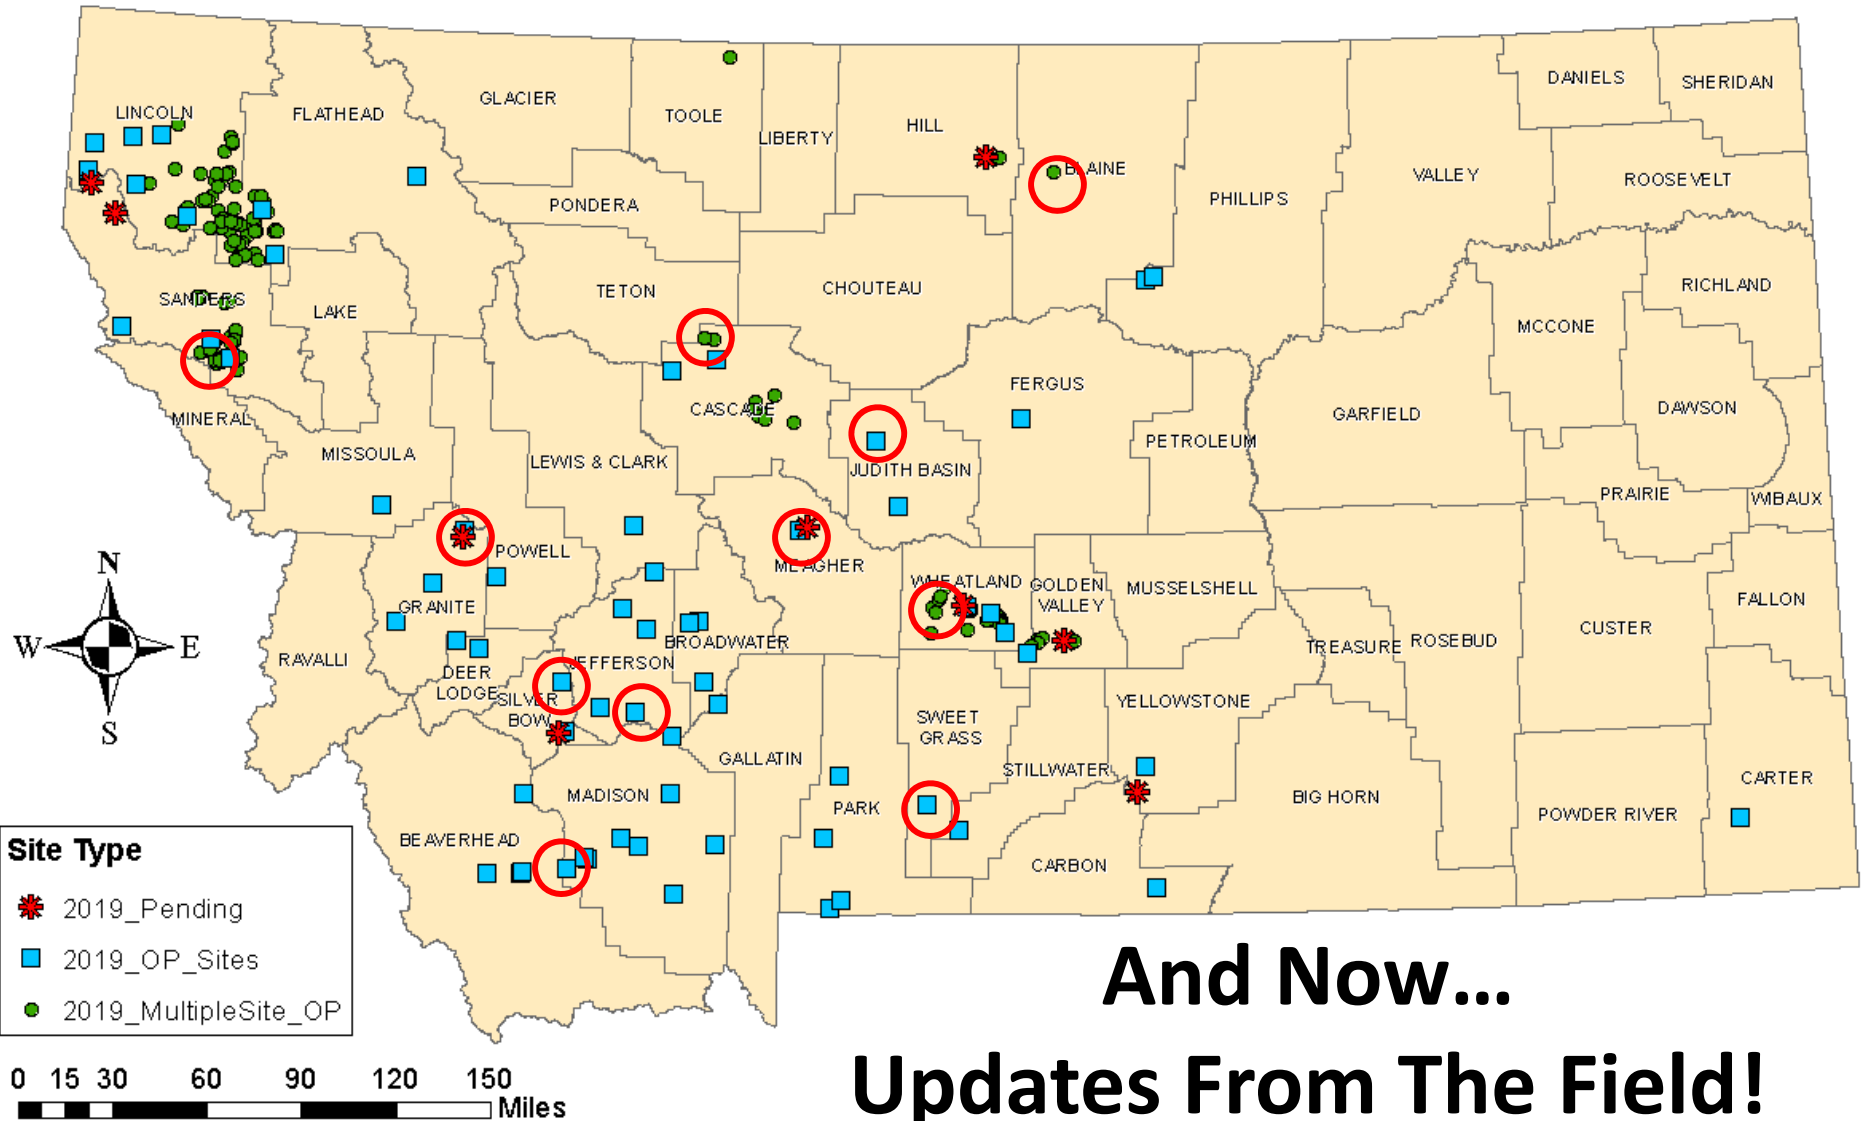 LINCOLN
FLATHEAD
GLACIER
TOOLE
LIBERTY
HILL
BLAINE
PHILLIPS
VALLEY
DANIELS
SHERIDAN
ROOSEVELT
PONDERA
TETON
CHOUTEAU
SANDERS
LAKE
RICHLAND
MCCONE
MINERAL
MISSOULA
LEWIS & CLARK
CASCADE
JUDITH BASIN
FERGUS
PETROLEUM
GARFIELD
DAWSON
PRAIRIE
WIBAUX
POWELL
GRANITE
MEAGHER
WHEATLAND
GOLDEN
VALLEY
MUSSELSHELL
TREASURE
ROSEBUD
CUSTER
FALLON
RAVALLI
DEER
LODGE
SILVER
BOW
JEFFERSON
BROADWATER
GALLATIN
MADISON
BEAVERHEAD
PARK
SWEET
GRASS
STILLWATER
YELLOWSTONE
CARBON
BIG HORN
POWDER RIVER
CARTER
N
W
E
S
Site Type
2019_Pending
2019_OP_Sites
2019_MultipleSite_OP
0 15 30 60 90 120 150
Miles
And Now...
Updates From The Field!